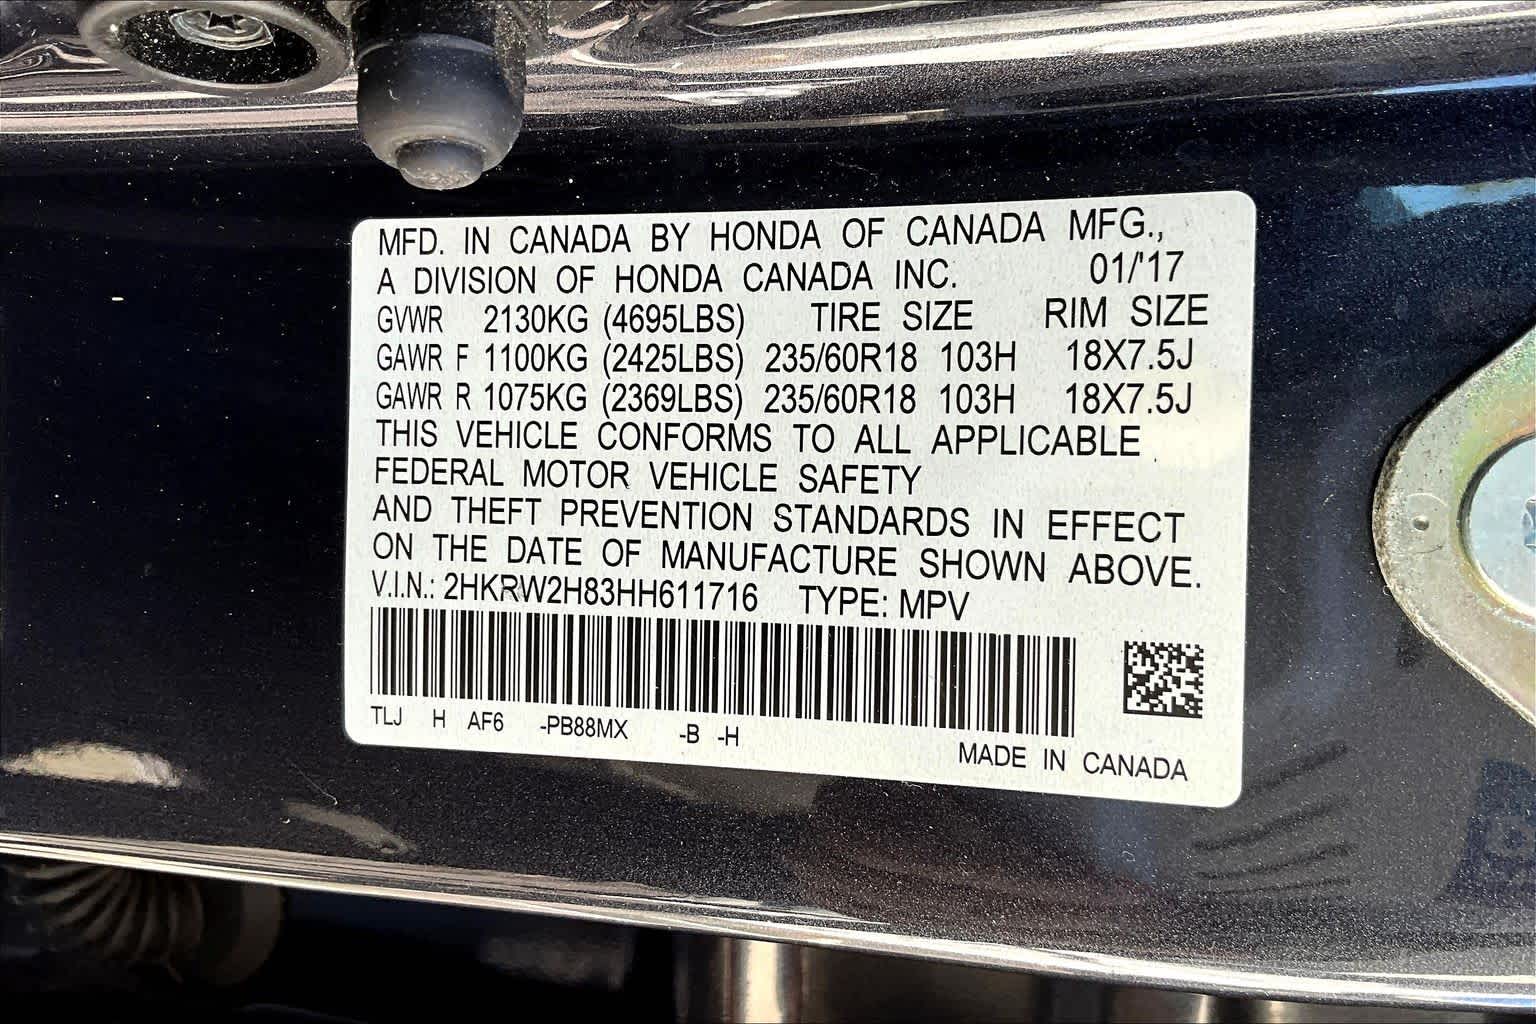 MFD. IN CANADA BY HONDA OF CANADA MFG.,
A DIVISION OF HONDA CANADA INC. 01/'17
GVWR 2130KG (4695LBS) TIRE SIZE RIM SIZE
GAWR F 1100KG (2425LBS) 235/60R18 103H 18X7.5J
GAWR R 1075KG (2369LBS) 235/60R18 103H 18X7.5J
THIS VEHICLE CONFORMS TO ALL APPLICABLE
FEDERAL MOTOR VEHICLE SAFETY
AND THEFT PREVENTION STANDARDS IN EFFECT
ON THE DATE OF MANUFACTURE SHOWN ABOVE.
V.I.N.: 2HKRW2H83HH611716 TYPE: MPV
TLJ H AF6 -PB88MX -B -H
MADE IN CANADA